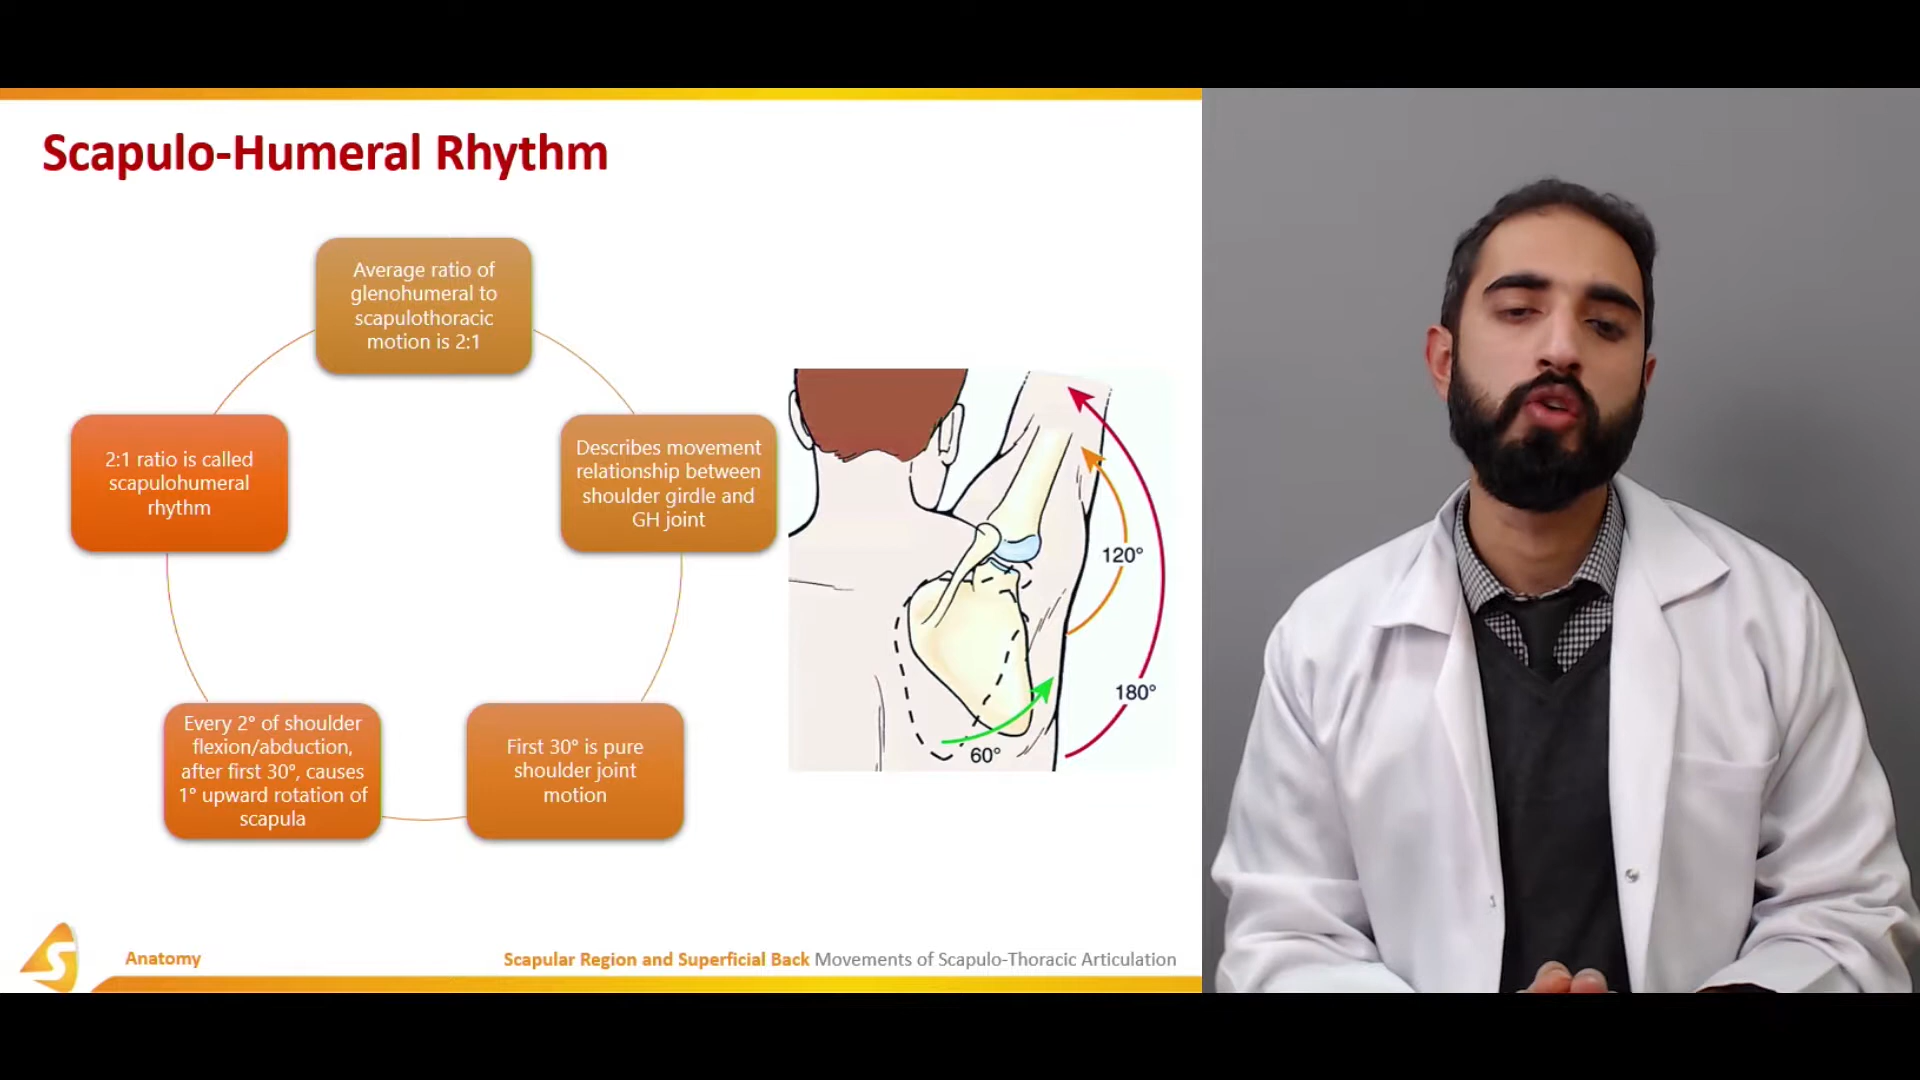 Scapulo-Humeral Rhythm
Average ratio of
glenohumeral to
scapulothoracic
motion is 2:1
Describes movement
relationship between
shoulder girdle and
GH joint
First 30° is pure
shoulder joint
motion
Every 2° of shoulder
flexion/abduction,
after first 30°, causes
1° upward rotation of
scapula
2:1 ratio is called
scapulohumeral
rhythm
120°
180°
60°
S
Anatomy
Scapular Region and Superficial Back Movements of Scapulo-Thoracic Articulation